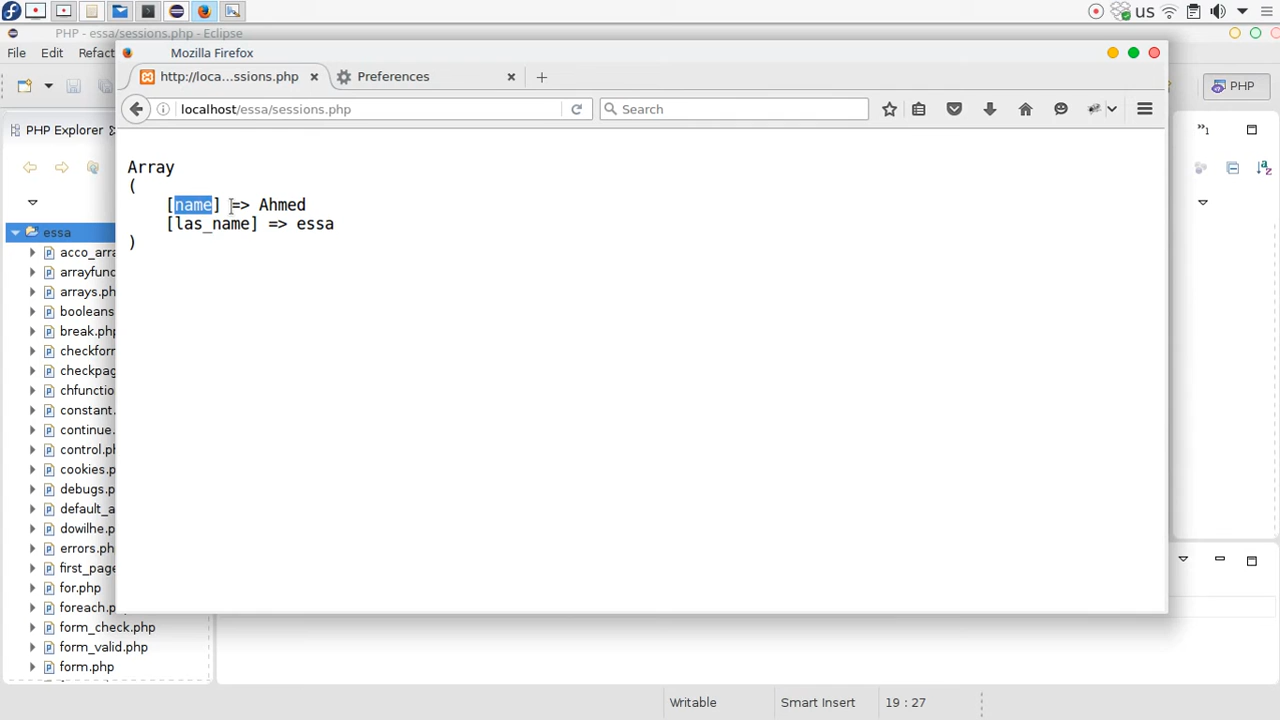 us
PHP - essa/sessions.php - Eclipse
File Edit Refact
Mozilla Firefox
http://loca...ssions.php
Preferences
localhost/essa/sessions.php
Search
PHP
PHP Explorer
1
Array
(
[name] => Ahmed
[las_name] => essa
)
essa
acco_arra
arrayfunc
arrays.ph
booleans
break.php
checkforr
checkpag
chfunctio
constant.
continue.
control.ph
cookies.p
debugs.p
default_a
dowilhe.p
errors.ph
first_page
for.php
foreach.p
form_check.php
form_valid.php
form.php
Writable
Smart Insert
19 : 27